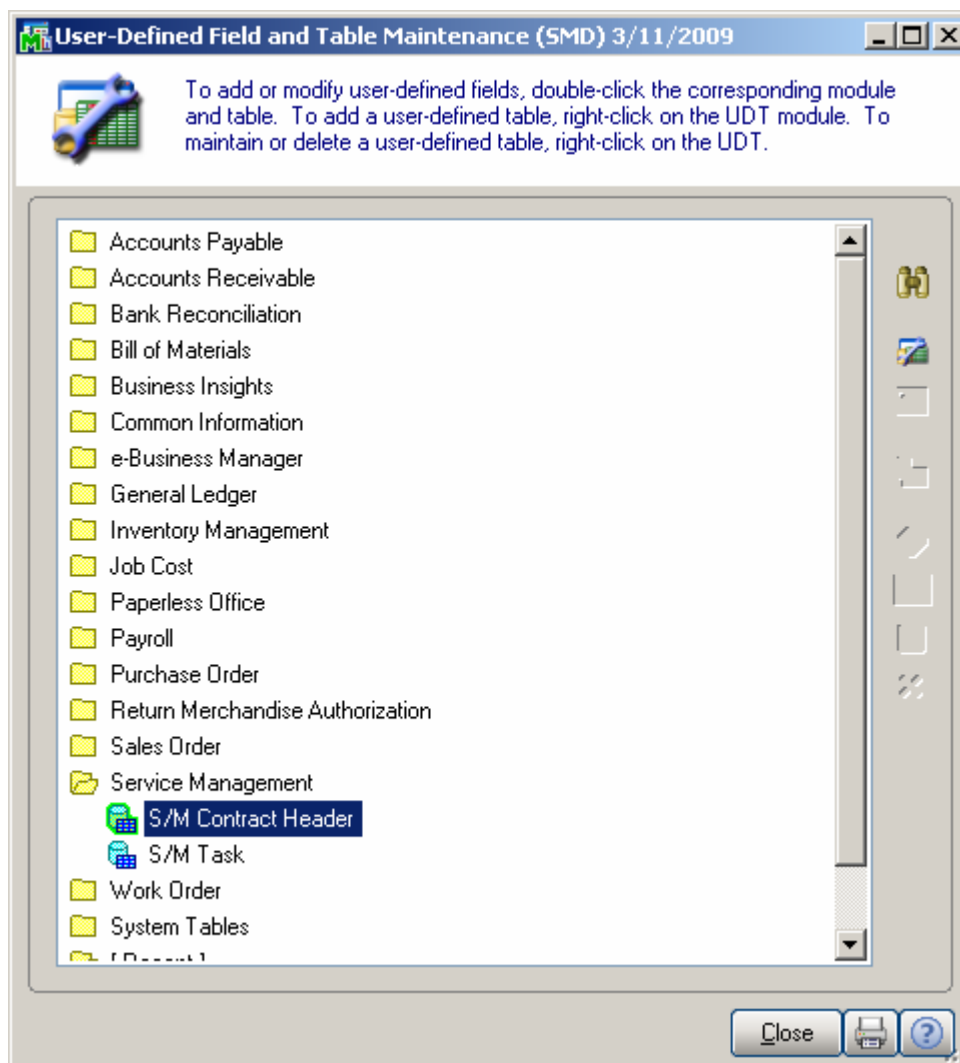 User-Defined Field and Table Maintenance (SMD) 3/11/2009
To add or modify user-defined fields, double-click the corresponding module
and table. To add a user-defined table, right-click on the UDT module. To
maintain or delete a user-defined table, right-click on the UDT.
Accounts Payable
Accounts Receivable
Bank Reconciliation
Bill of Materials
Business Insights
Common Information
e-Business Manager
General Ledger
Inventory Management
Job Cost
Paperless Office
Payroll
Purchase Order
Return Merchandise Authorization
Sales Order
Service Management
S/M Contract Header
S/M Task
Work Order
System Tables
Close